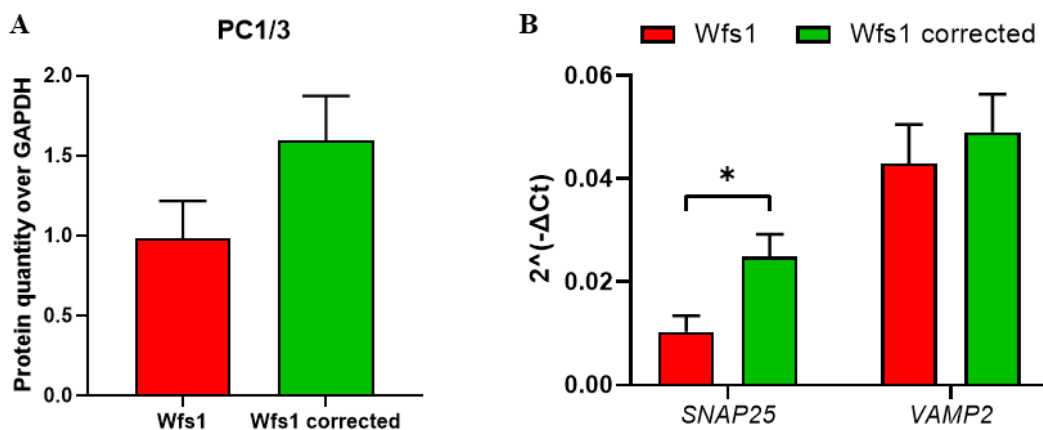 A
PC1/3
Protein quantity over GAPDH
2.0
1.5
1.0
0.5
0.0
Wfs1
Wfs1 corrected
B
Wfs1
Wfs1 corrected
2^(-ΔCt)
0.06
0.04
0.02
0.00
*
SNAP25
VAMP2